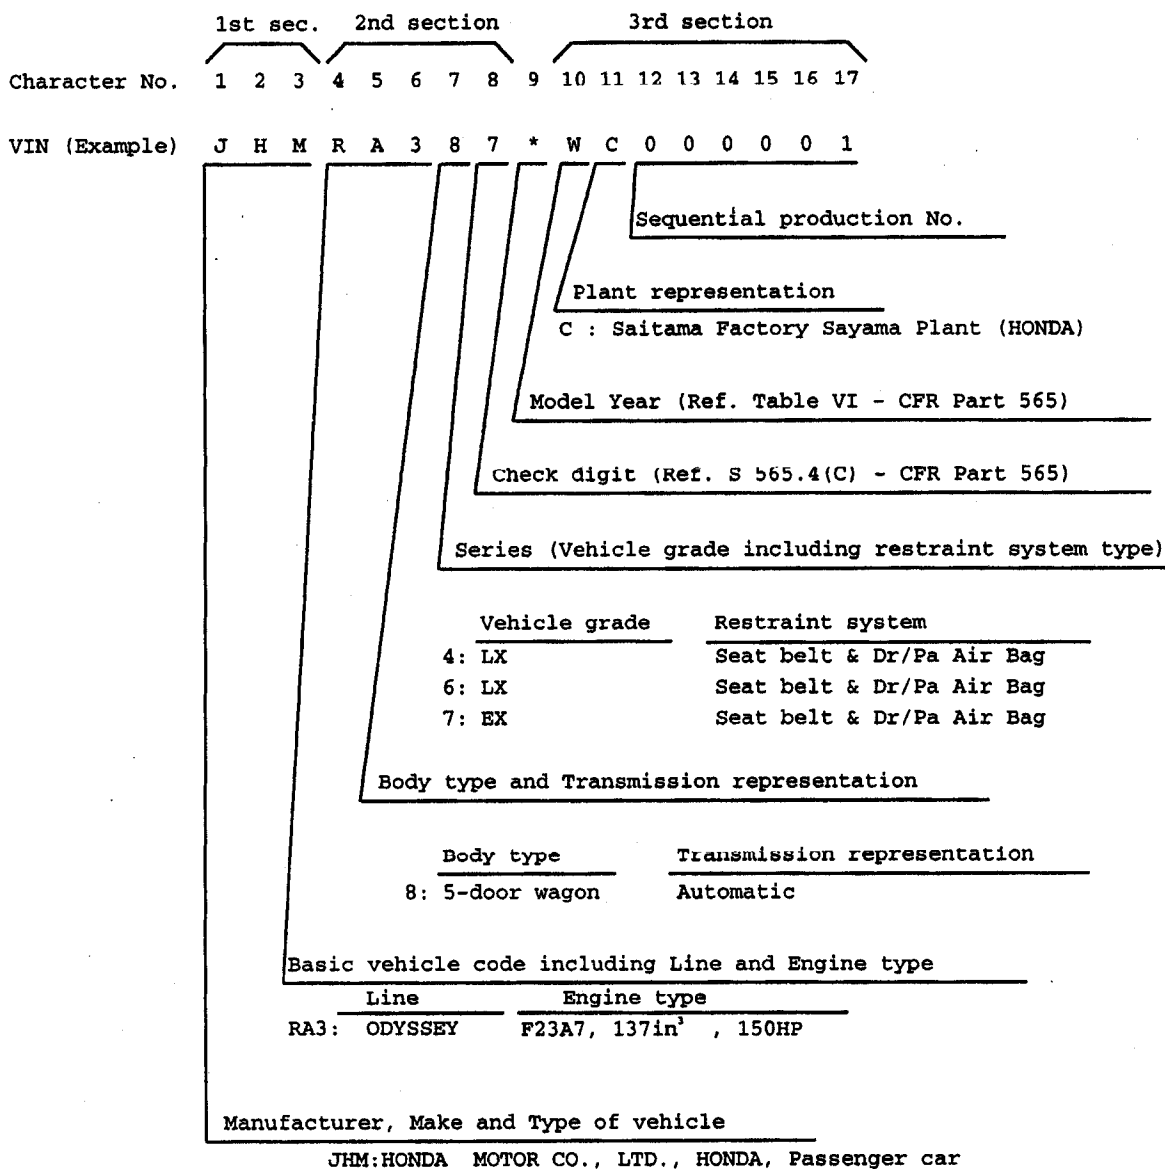 1st sec. 2nd section 3rd section
Character No. 1 2 3 4 5 6 7 8 9 10 11 12 13 14 15 16 17
VIN (Example) J H M R A 3 8 7 * W C 0 0 0 0 0 1
Sequential production No.
Plant representation
C : Saitama Factory Sayama Plant (HONDA)
Model Year (Ref. Table VI - CFR Part 565)
Check digit (Ref. S 565.4(C) - CFR Part 565)
Series (Vehicle grade including restraint system type)
Vehicle grade Restraint system
4: LX Seat belt & Dr/Pa Air Bag
6: LX Seat belt & Dr/Pa Air Bag
7: EX Seat belt & Dr/Pa Air Bag
Body type and Transmission representation
Body type Transmission representation
8: 5-door wagon Automatic
Basic vehicle code including Line and Engine type
Line Engine type
RA3: ODYSSEY F23A7, 137in³ , 150HP
Manufacturer, Make and Type of vehicle
JHM:HONDA MOTOR CO., LTD., HONDA, Passenger car